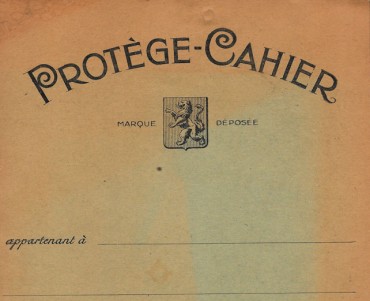 PROTÈGE-CAHIER
MARQUE DÉPOSÉE
appartenant à